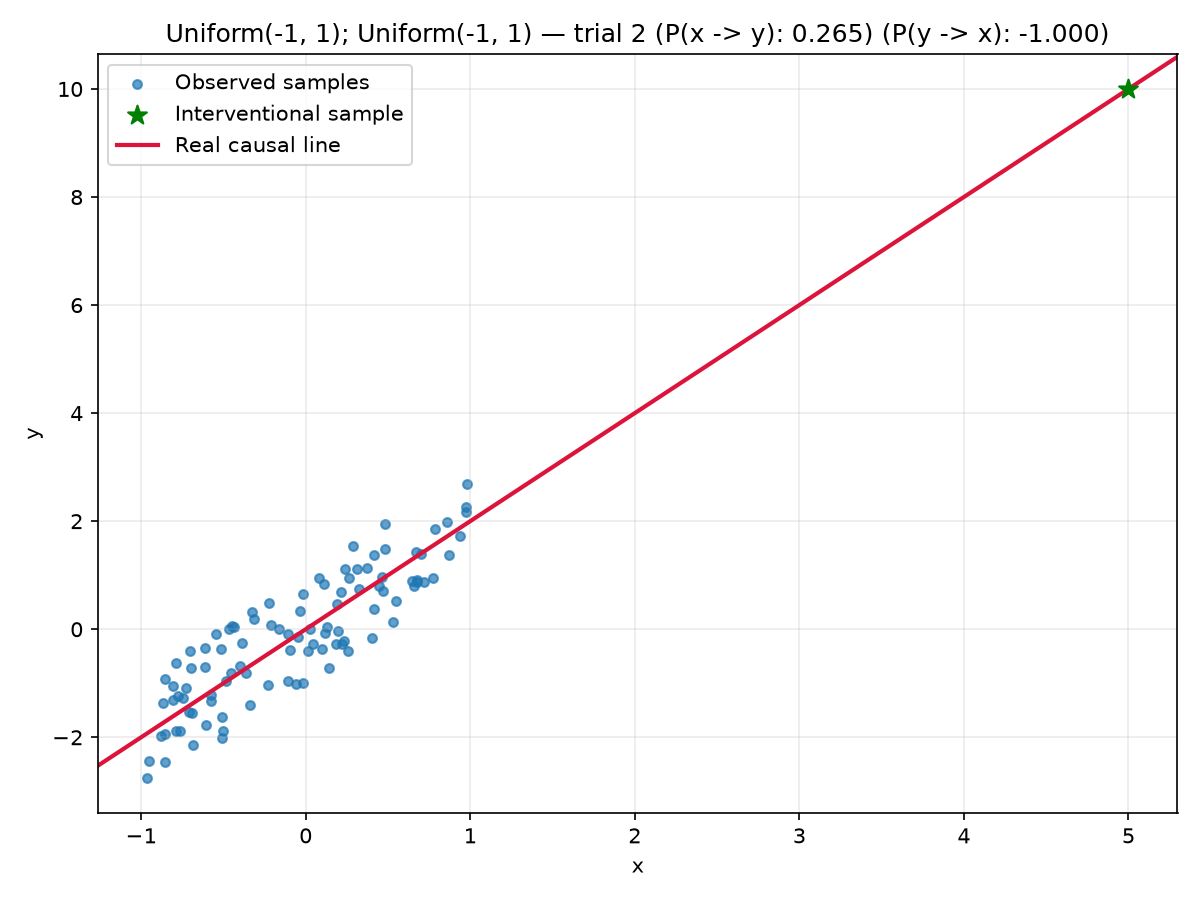 Uniform(-1, 1); Uniform(-1, 1) — trial 2 (P(x -> y): 0.265) (P(y -> x): -1.000)
Observed samples
Interventional sample
Real causal line
10
8
6
4
2
0
−2
y
−1
0
1
2
3
4
5
x